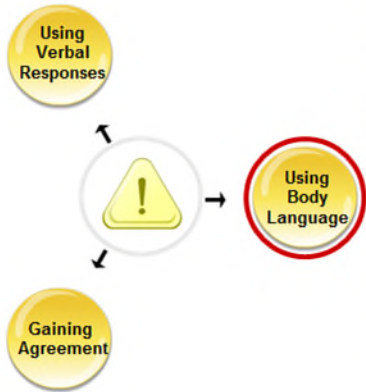 Using
Verbal
Responses
!
Using
Body
Language
Gaining
Agreement